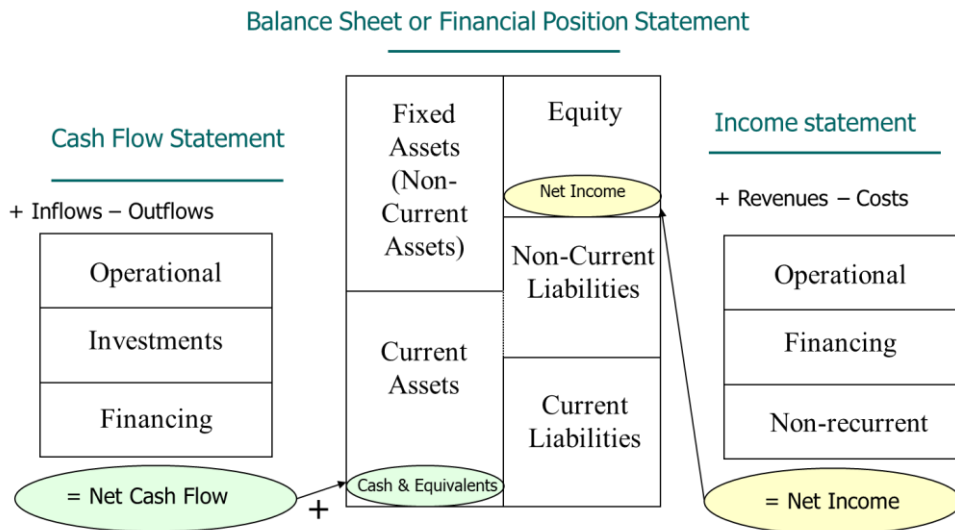 Balance Sheet or Financial Position Statement
Cash Flow Statement
+ Inflows – Outflows
Operational
Investments
Financing
= Net Cash Flow
+
Fixed
Assets
(Non-
Current
Assets)
Current
Assets
Cash & Equivalents
Equity
Net Income
Non-Current
Liabilities
Current
Liabilities
Income statement
+ Revenues – Costs
Operational
Financing
Non-recurrent
= Net Income